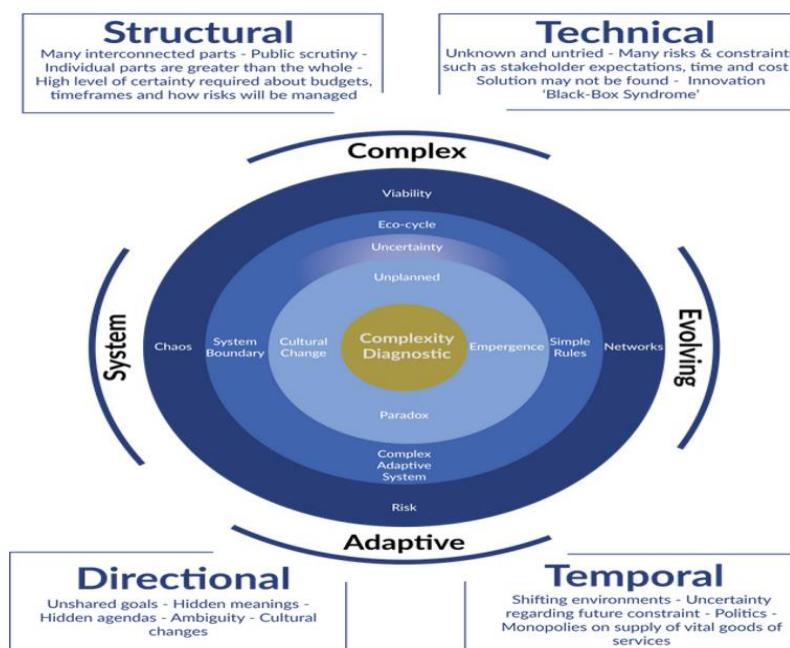 Structural
Many interconnected parts - Public scrutiny -
Individual parts are greater than the whole -
High level of certainty required about budgets,
timeframes and how risks will be managed
Technical
Unknown and untried - Many risks & constraints
such as stakeholder expectations, time and cost
Solution may not be found - Innovation
‘Black-Box Syndrome’
Complex
Viability
Eco-cycle
Uncertainty
Unplanned
System
Chaos
System
Boundary
Cultural
Change
Complexity
Diagnostic
Empergence
Simple
Rules
Networks
Evolving
Paradox
Complex
Adaptive
System
Risk
Adaptive
Directional
Unshared goals - Hidden meanings -
Hidden agendas - Ambiguity - Cultural
changes
Temporal
Shifting environments - Uncertainty
regarding future constraint - Politics -
Monopolies on supply of vital goods of
services